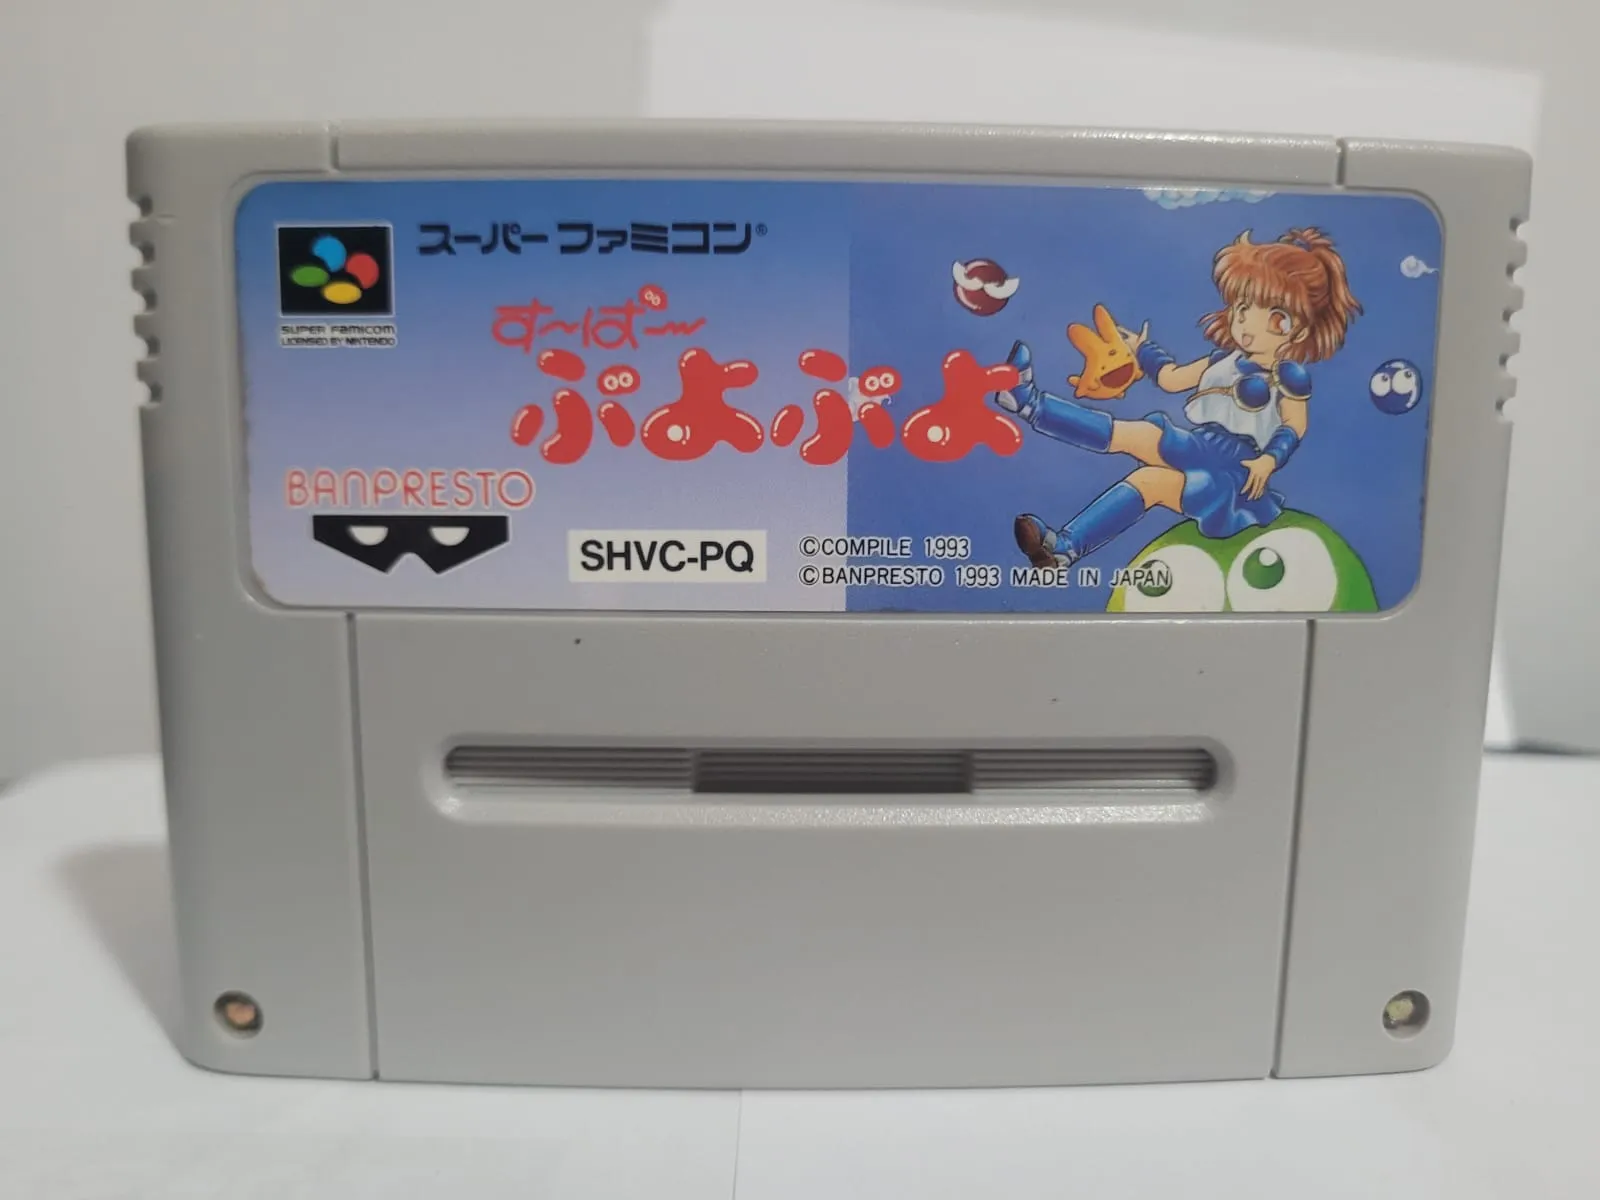 スーパーファミコン®
SUPER FAMICOM
LICENSED BY NINTENDO
す〜ぱ〜
ぷよぷよ
BANPRESTO
SHVC-PQ
©COMPILE 1993
©BANPRESTO 1993 MADE IN JAPAN